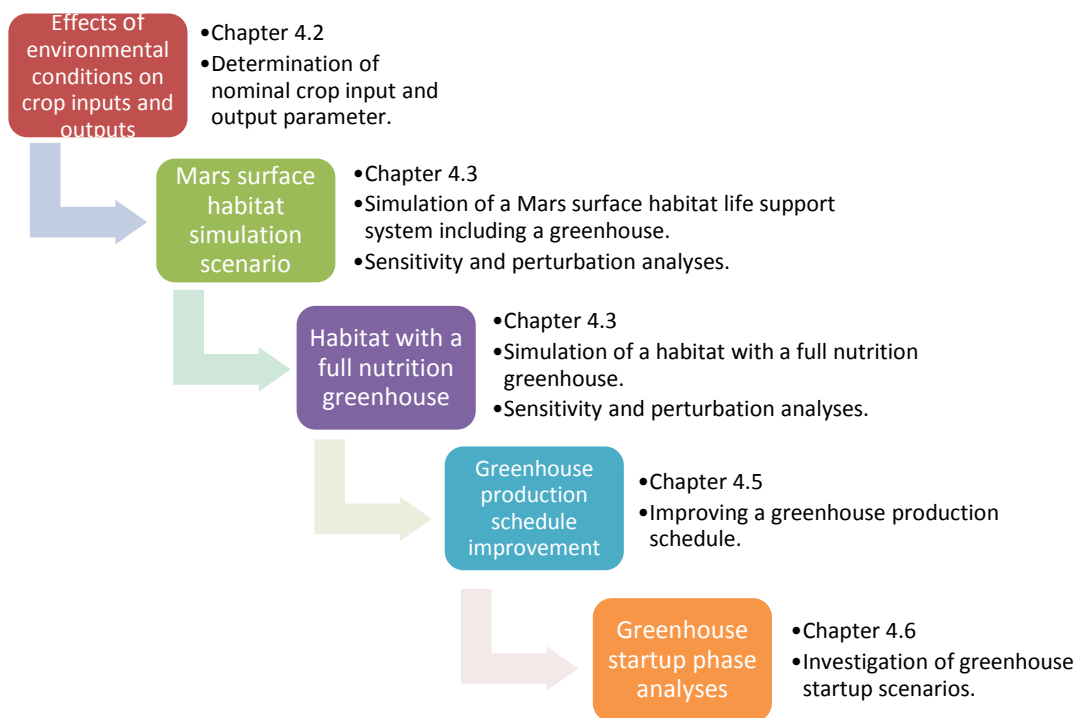 Effects of
environmental
conditions on
crop inputs and
outputs
•Chapter 4.2
•Determination of
nominal crop input and
output parameter.
Mars surface
habitat
simulation
scenario
•Chapter 4.3
•Simulation of a Mars surface habitat life support
system including a greenhouse.
•Sensitivity and perturbation analyses.
Habitat with a
full nutrition
greenhouse
•Chapter 4.3
•Simulation of a habitat with a full nutrition
greenhouse.
•Sensitivity and perturbation analyses.
Greenhouse
production
schedule
improvement
•Chapter 4.5
•Improving a greenhouse production
schedule.
Greenhouse
startup phase
analyses
•Chapter 4.6
•Investigation of greenhouse
startup scenarios.